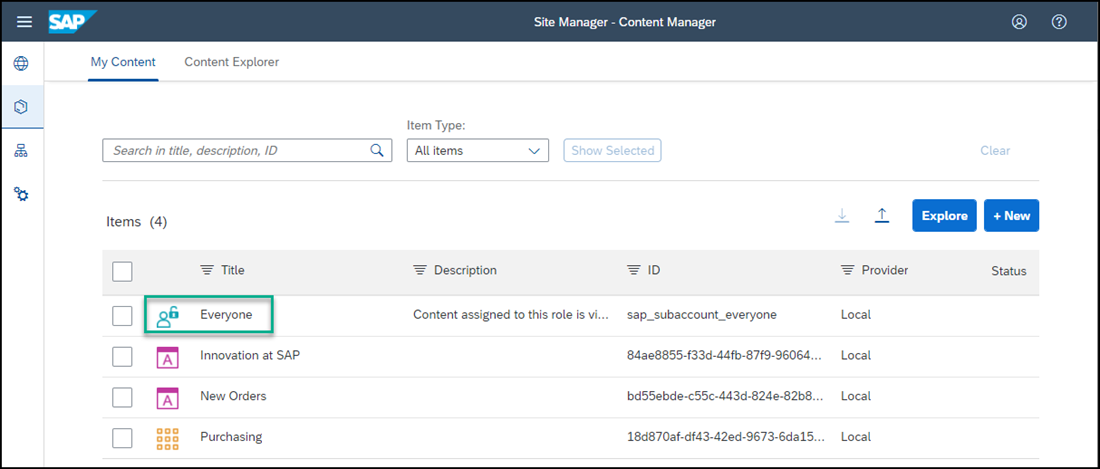 SAP Site Manager - Content Manager
My Content Content Explorer
Item Type:
Search in title, description, ID All items Show Selected Clear
Items (4) Explore + New
Title Description ID Provider Status
Everyone Content assigned to this role is vi... sap_subaccount_everyone Local
A Innovation at SAP 84ae8855-f33d-44fb-87f9-96064... Local
A New Orders bd55ebde-c55c-443d-824e-82b8... Local
Purchasing 18d870af-df43-42ed-9673-6da15... Local